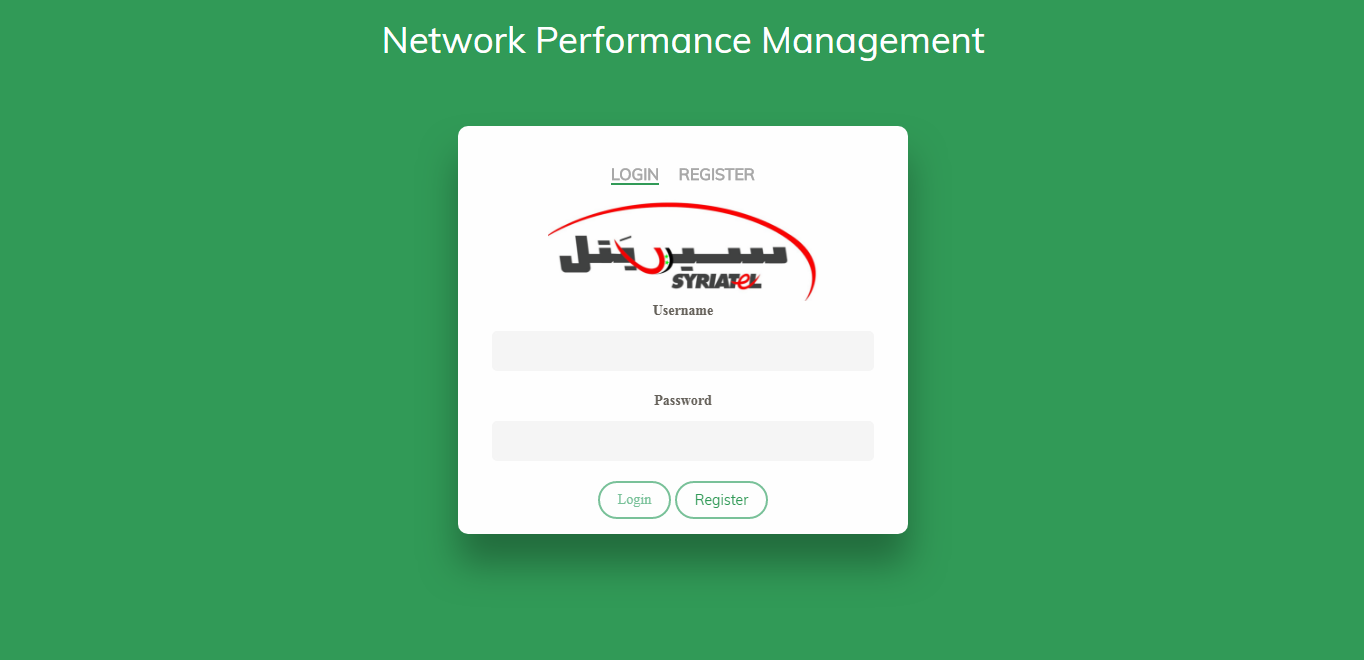 Network Performance Management
LOGIN REGISTER
سيريتل
SYRIATEL
Username
Password
Login Register